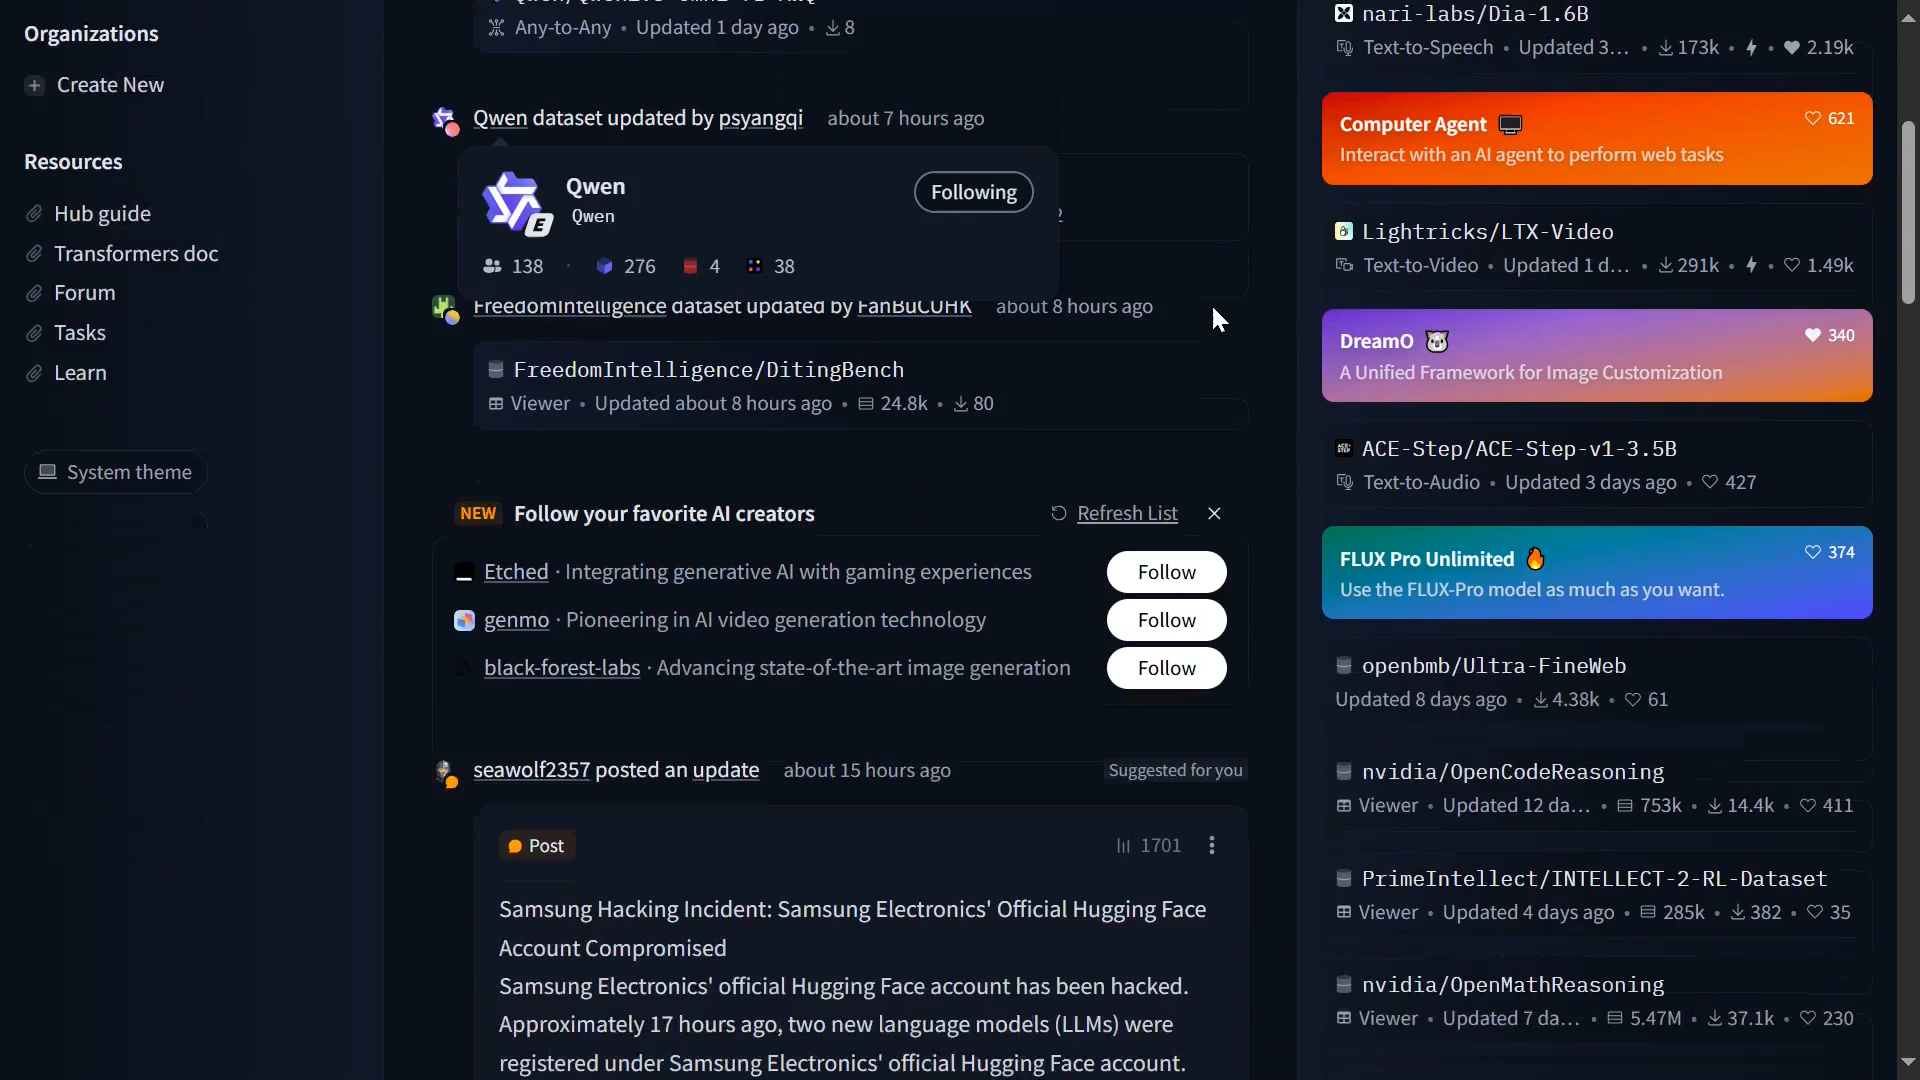 Organizations
Create New
Resources
Hub guide
Transformers doc
Forum
Tasks
Learn
System theme
Any-to-Any • Updated 1 day ago • 8
Qwen dataset updated by psyangqi about 7 hours ago
Qwen
Qwen
Following
138 · 276 4 38
FreedomIntelligence dataset updated by FanBuCUHK about 8 hours ago
FreedomIntelligence/DitingBench
Viewer • Updated about 8 hours ago • 24.8k • 80
NEW Follow your favorite AI creators Refresh List
Etched · Integrating generative AI with gaming experiences Follow
genmo · Pioneering in AI video generation technology Follow
black-forest-labs · Advancing state-of-the-art image generation Follow
seawolf2357 posted an update about 15 hours ago Suggested for you
Post 1701
Samsung Hacking Incident: Samsung Electronics' Official Hugging Face
Account Compromised
Samsung Electronics' official Hugging Face account has been hacked.
Approximately 17 hours ago, two new language models (LLMs) were
registered under Samsung Electronics' official Hugging Face account.
nari-labs/Dia-1.6B
Text-to-Speech • Updated 3... • 173k • • 2.19k
Computer Agent 🖥️ 621
Interact with an AI agent to perform web tasks
Lightricks/LTX-Video
Text-to-Video • Updated 1 d... • 291k • • 1.49k
DreamO 🐨 340
A Unified Framework for Image Customization
ACE-Step/ACE-Step-v1-3.5B
Text-to-Audio • Updated 3 days ago • 427
FLUX Pro Unlimited 🔥 374
Use the FLUX-Pro model as much as you want.
openbmb/Ultra-FineWeb
Updated 8 days ago • 4.38k • 61
nvidia/OpenCodeReasoning
Viewer • Updated 12 da... • 753k • 14.4k • 411
PrimeIntellect/INTELLECT-2-RL-Dataset
Viewer • Updated 4 days ago • 285k • 382 • 35
nvidia/OpenMathReasoning
Viewer • Updated 7 da... • 5.47M • 37.1k • 230